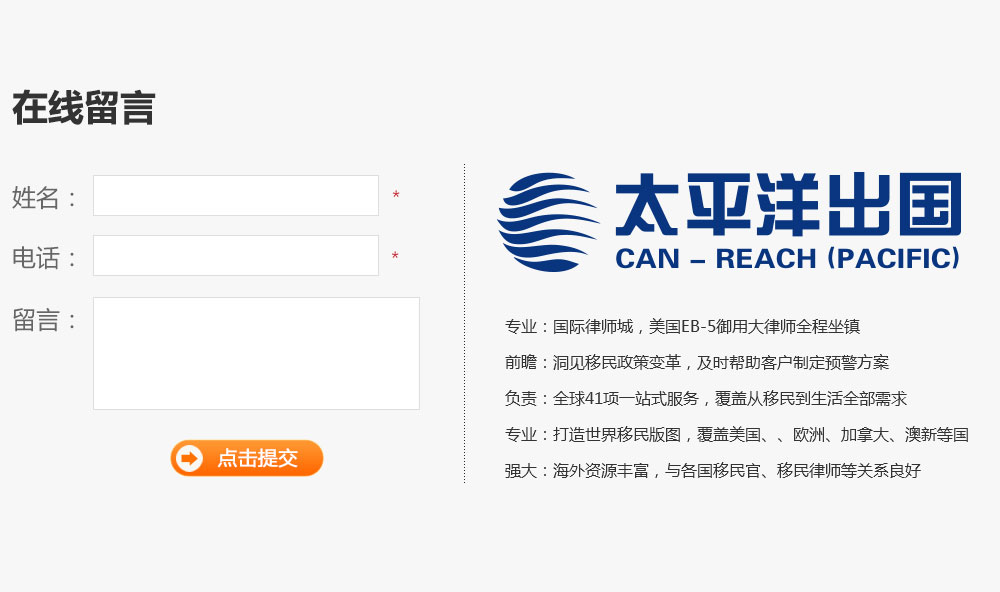 在线留言
姓名：
*
电话：
*
留言：
点击提交
太平洋出国
CAN – REACH (PACIFIC)
专业：国际律师城，美国EB-5御用大律师全程坐镇
前瞻：洞见移民政策变革，及时帮助客户制定预警方案
负责：全球41项一站式服务，覆盖从移民到生活全部需求
专业：打造世界移民版图，覆盖美国、、欧洲、加拿大、澳新等国
强大：海外资源丰富，与各国移民官、移民律师等关系良好